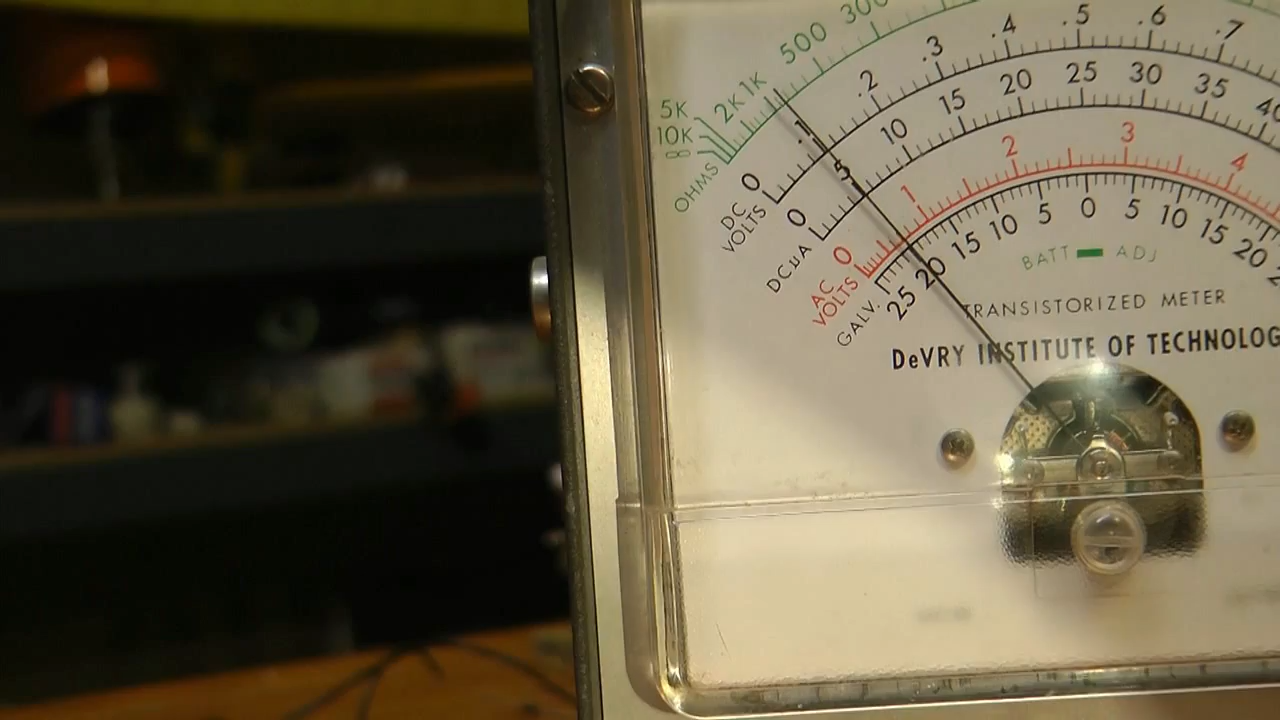 5K 10K ∞ 2K 1K 500 300
OHMS
0 .1 .2 .3 .4 .5 .6 .7
DC VOLTS
0 5 10 15 20 25 30 35 40
DC µA
0 1 2 3 4
AC VOLTS
25 20 15 10 5 0 5 10 15 20
GALV.
BATT ADJ
TRANSISTORIZED METER
DeVRY INSTITUTE OF TECHNOLOG